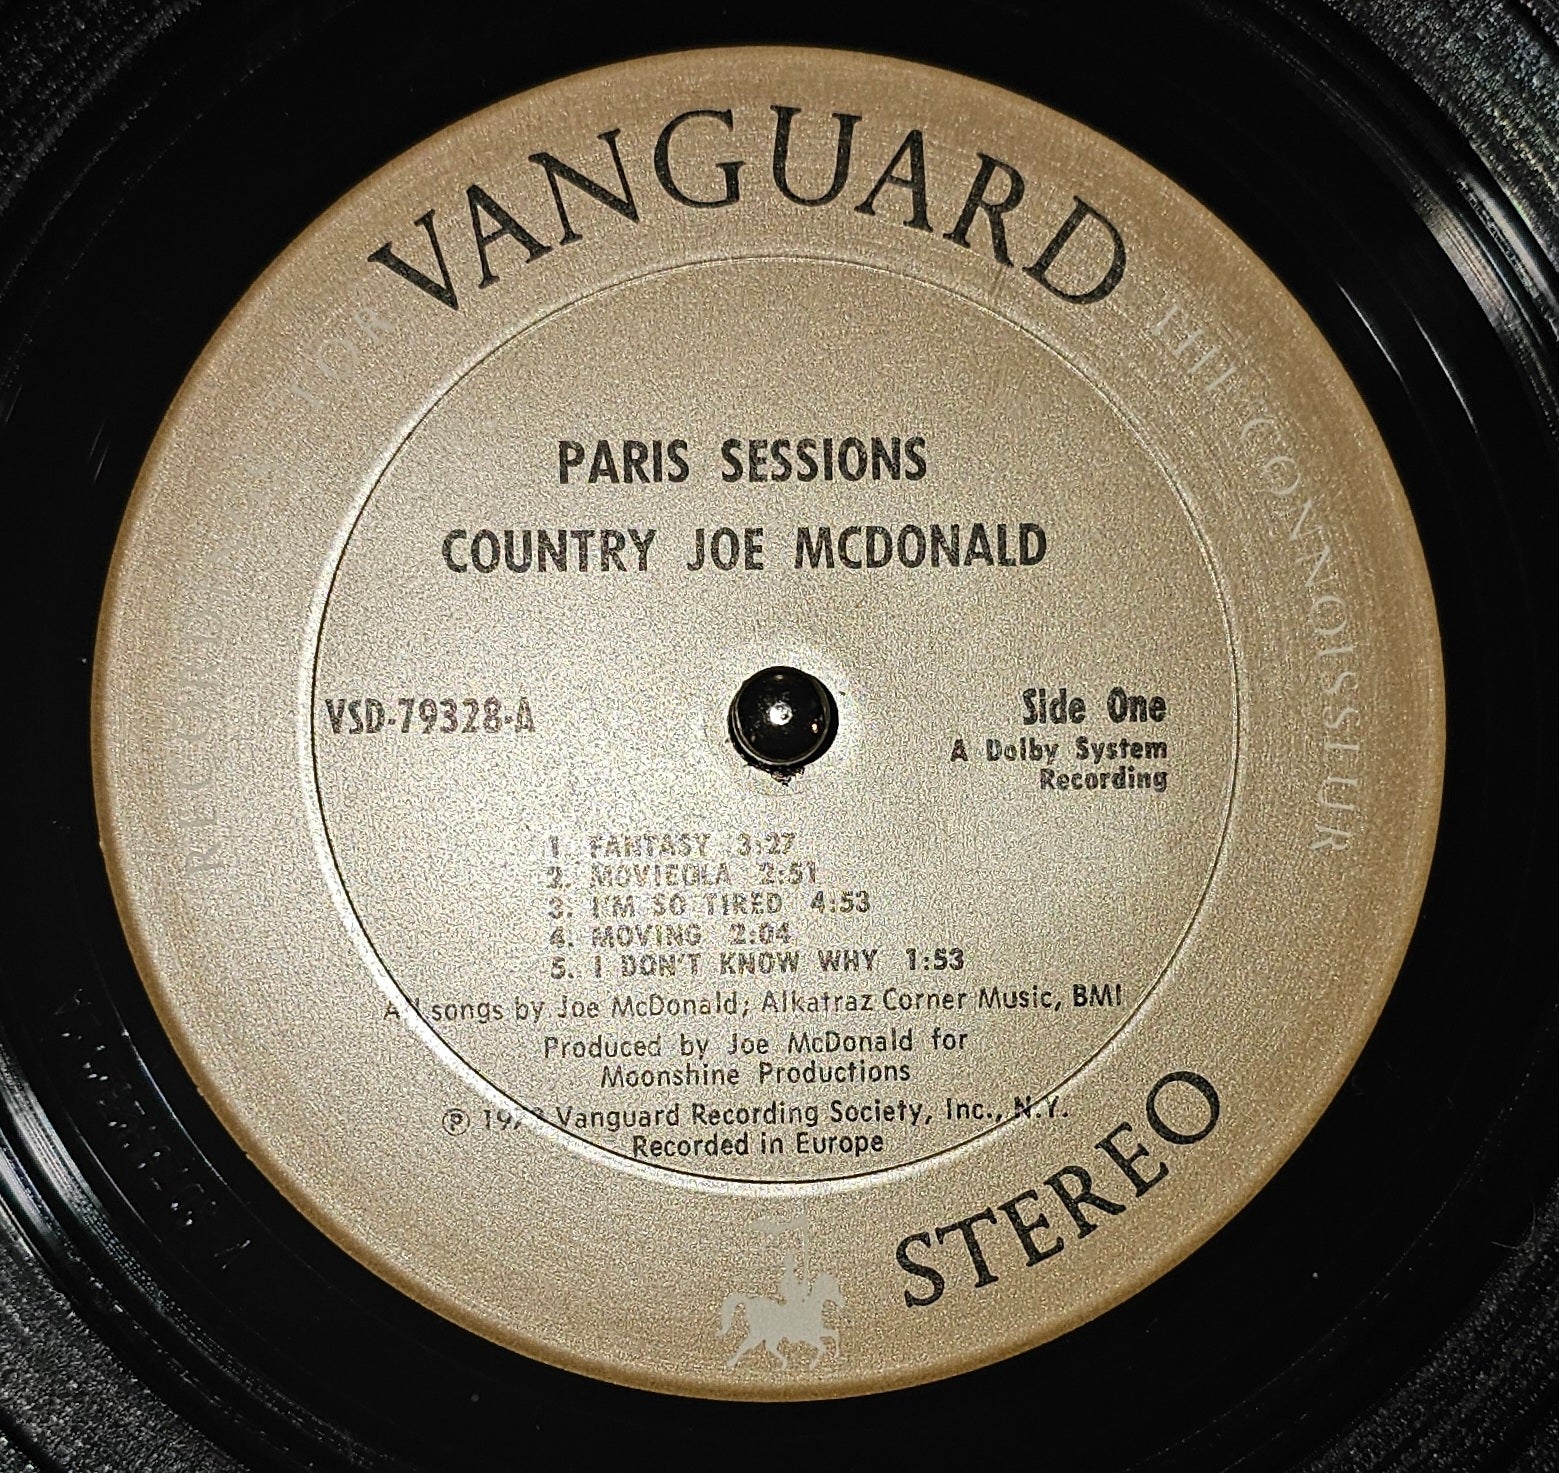 VANGUARD
RECORDINGS FOR THE CONNOISSEUR
PARIS SESSIONS
COUNTRY JOE MCDONALD
VSD-79328-A
Side One
A Dolby System
Recording
1. FANTASY 3:27
2. MOVIEOLA 2:51
3. I'M SO TIRED 4:53
4. MOVING 2:04
5. I DON'T KNOW WHY 1:53
All songs by Joe McDonald; Alkatraz Corner Music, BMI
Produced by Joe McDonald for
Moonshine Productions
℗ Vanguard Recording Society, Inc., N.Y.
Recorded in Europe
STEREO